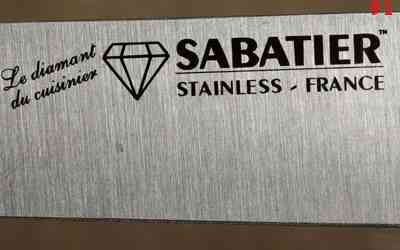 Le diamant
du cuisinier
SABATIER™
STAINLESS - FRANCE